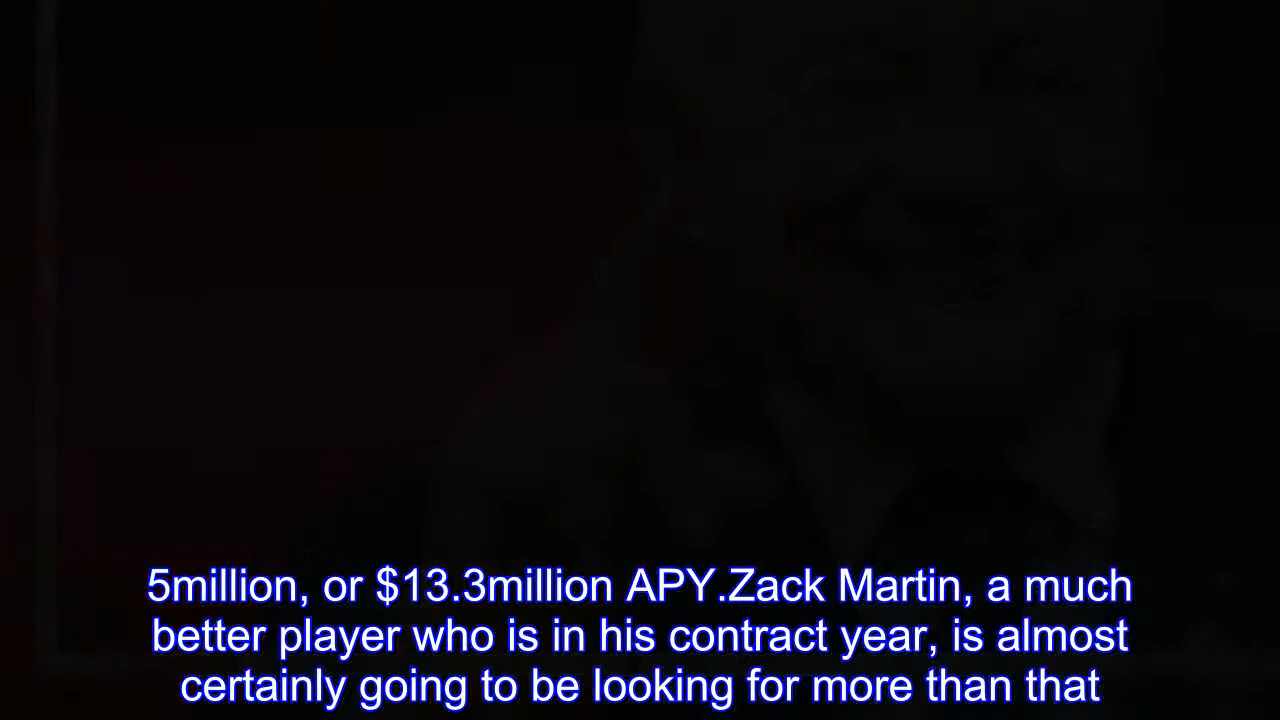 5million, or $13.3million APY.Zack Martin, a much
better player who is in his contract year, is almost
certainly going to be looking for more than that